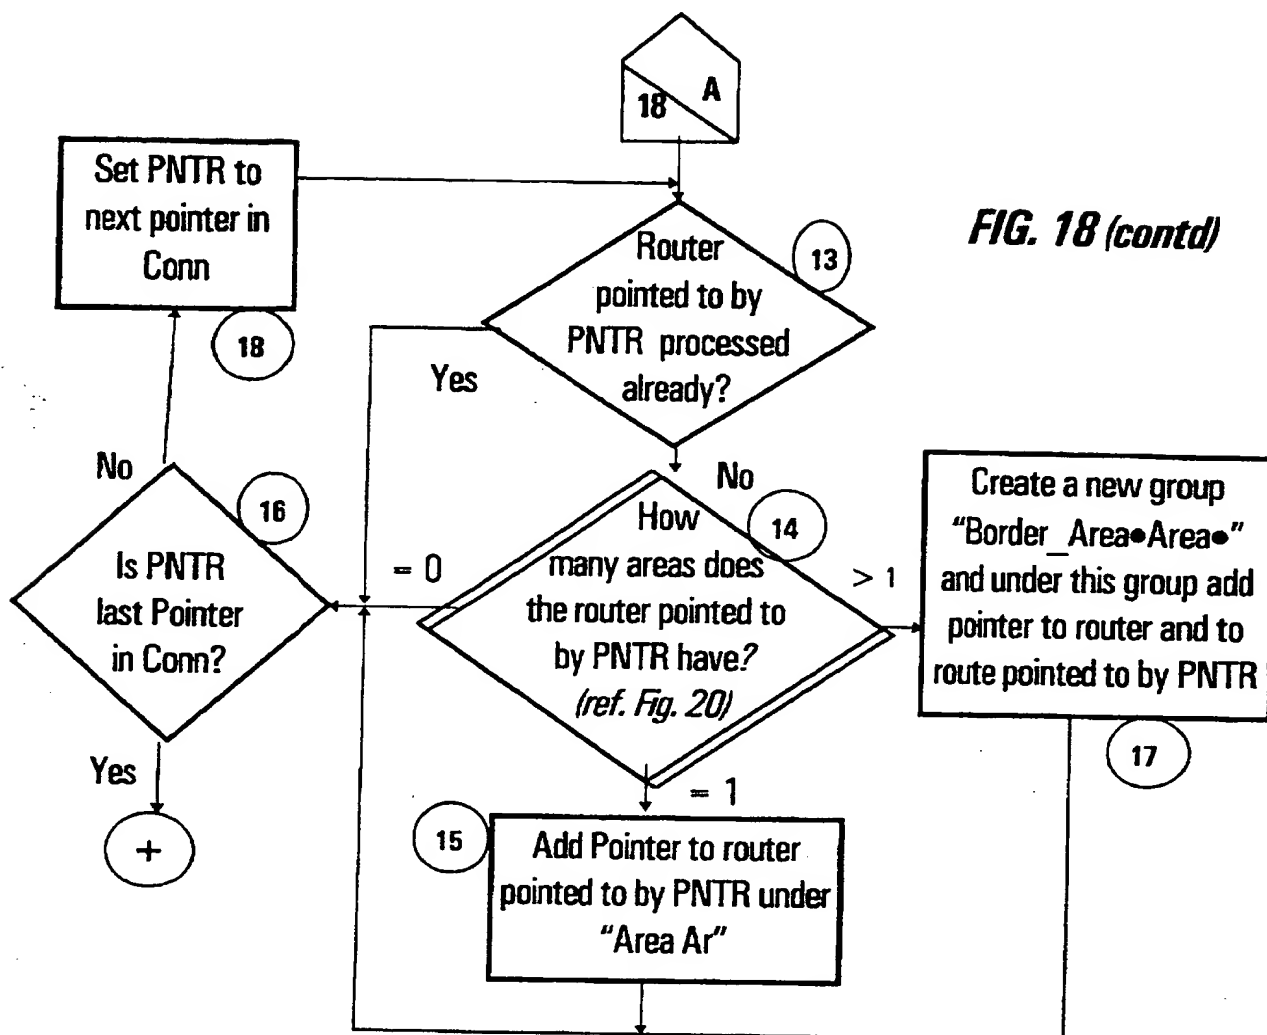 18
A
Set PNTR to
next pointer in
Conn
18
FIG. 18 (contd)
Router
pointed to by
PNTR processed
already?
13
Yes
No
No
16
Is PNTR
last Pointer
in Conn?
= 0
How
many areas does
the router pointed to
by PNTR have?
(ref. Fig. 20)
14
> 1
Create a new group
“Border_Area•Area•”
and under this group add
pointer to router and to
route pointed to by PNTR
17
Yes
+
= 1
15
Add Pointer to router
pointed to by PNTR under
“Area Ar”